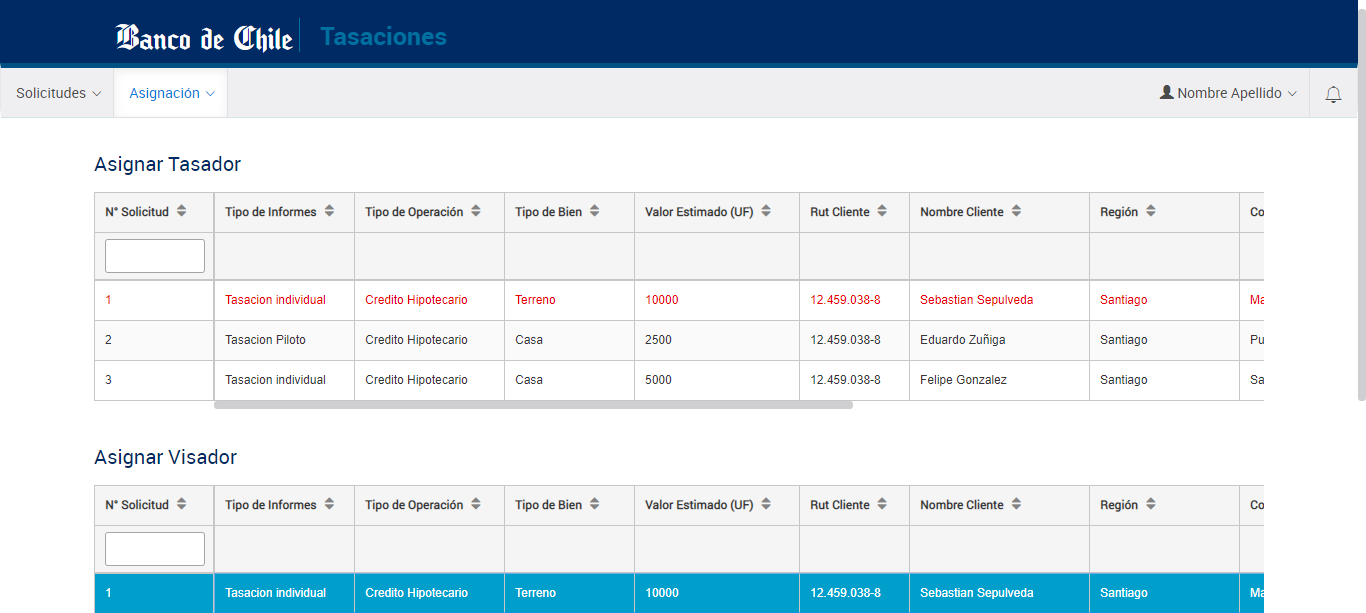 Banco de Chile Tasaciones
Solicitudes Asignación Nombre Apellido
Asignar Tasador
N° Solicitud Tipo de Informes Tipo de Operación Tipo de Bien Valor Estimado (UF) Rut Cliente Nombre Cliente Región Co
1 Tasacion individual Credito Hipotecario Terreno 10000 12.459.038-8 Sebastian Sepulveda Santiago Ma
2 Tasacion Piloto Credito Hipotecario Casa 2500 12.459.038-8 Eduardo Zuñiga Santiago Pu
3 Tasacion individual Credito Hipotecario Casa 5000 12.459.038-8 Felipe Gonzalez Santiago Sa
Asignar Visador
N° Solicitud Tipo de Informes Tipo de Operación Tipo de Bien Valor Estimado (UF) Rut Cliente Nombre Cliente Región Co
1 Tasacion individual Credito Hipotecario Terreno 10000 12.459.038-8 Sebastian Sepulveda Santiago Ma